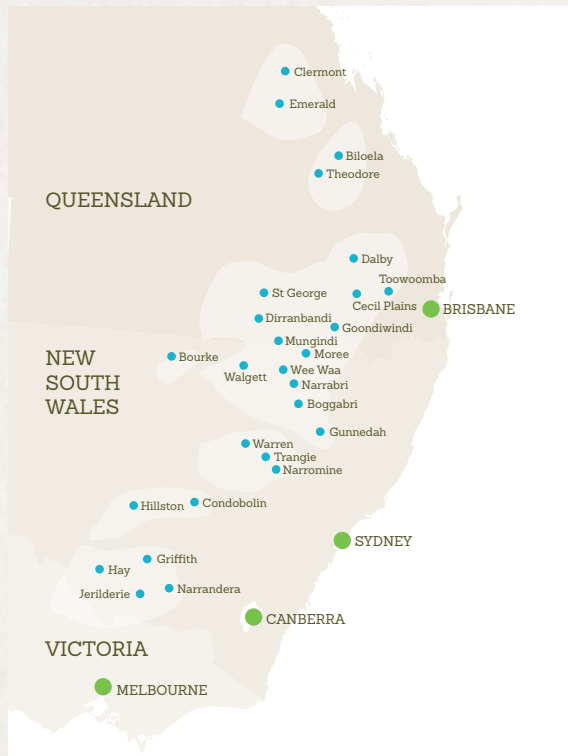 Clermont
Emerald
Biloela
Theodore
QUEENSLAND
Dalby
Toowoomba
St George
Cecil Plains
BRISBANE
Dirranbandi
Goondiwindi
Mungindi
NEW
SOUTH
WALES
Bourke
Moree
Walgett
Wee Waa
Narrabri
Boggabri
Gunnedah
Warren
Trangie
Narromine
Hillston
Condobolin
SYDNEY
Griffith
Hay
Jerilderie
Narrandera
CANBERRA
VICTORIA
MELBOURNE